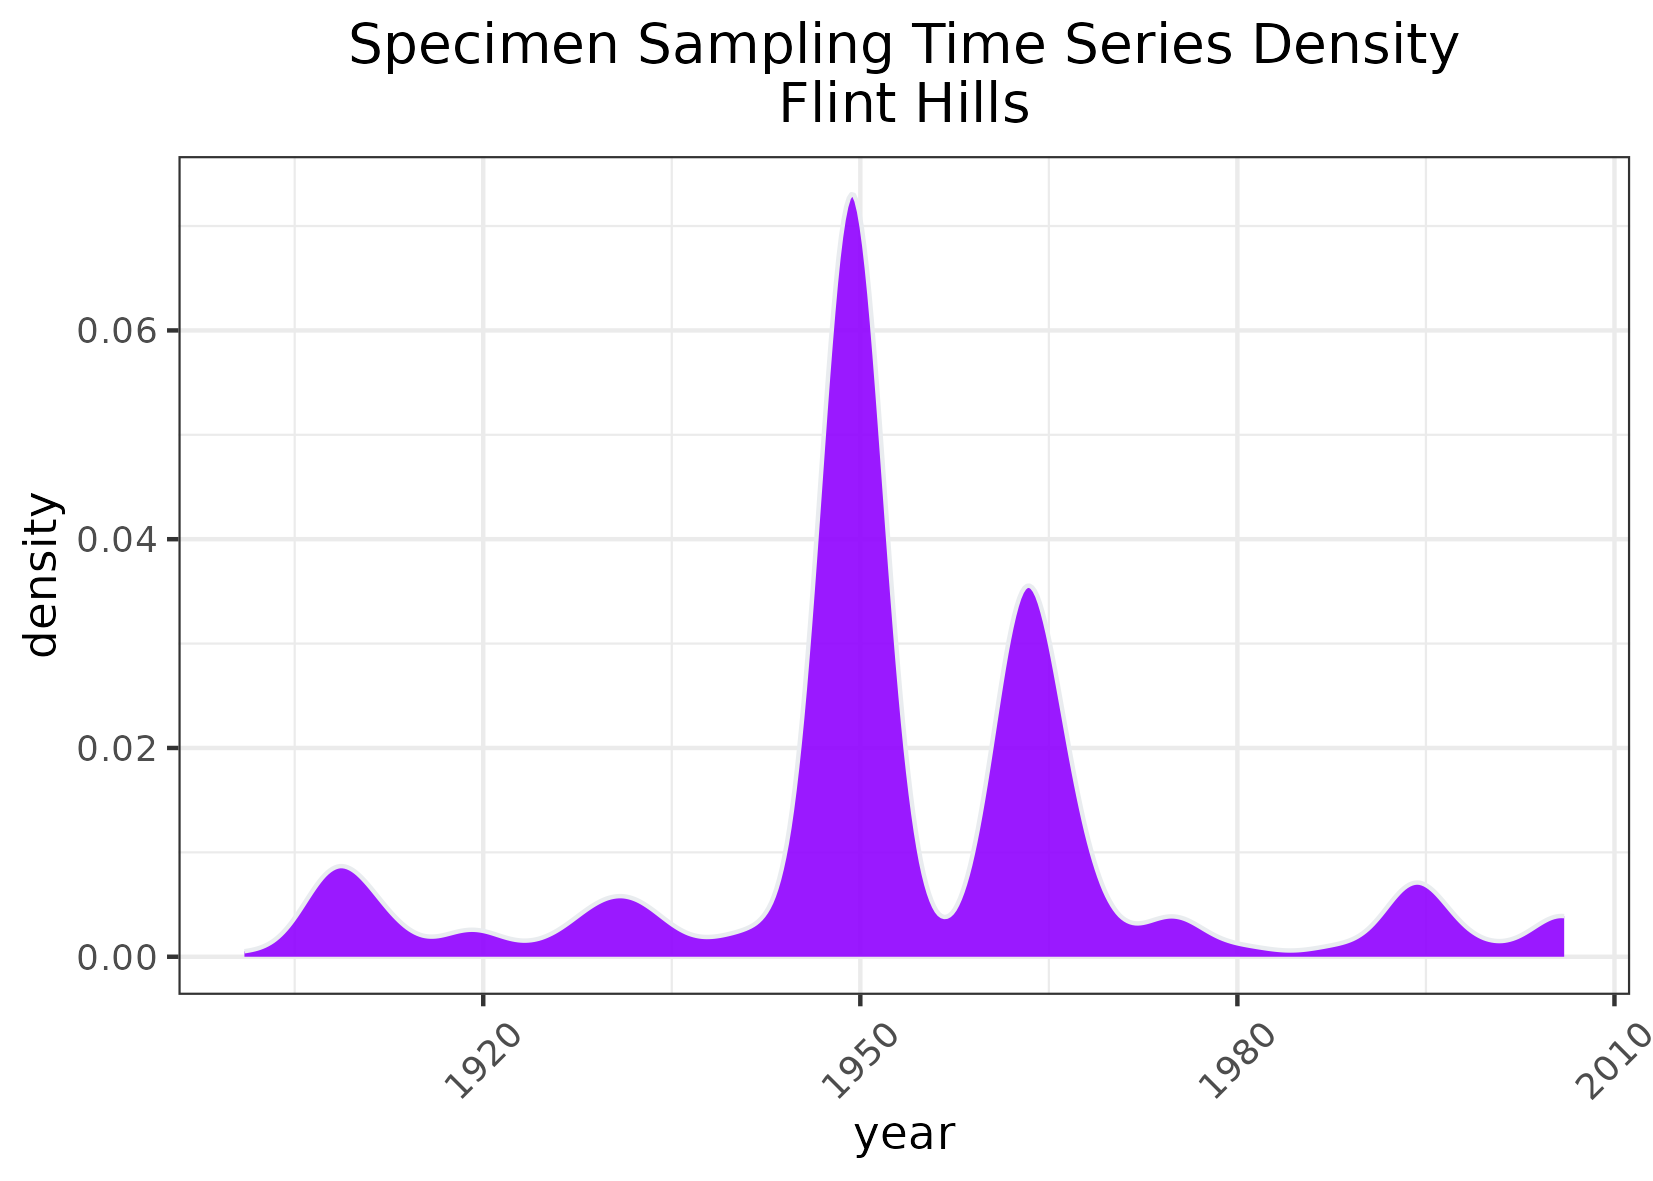 Specimen Sampling Time Series Density
Flint Hills
density
0.06
0.04
0.02
0.00
1920
1950
1980
2010
year